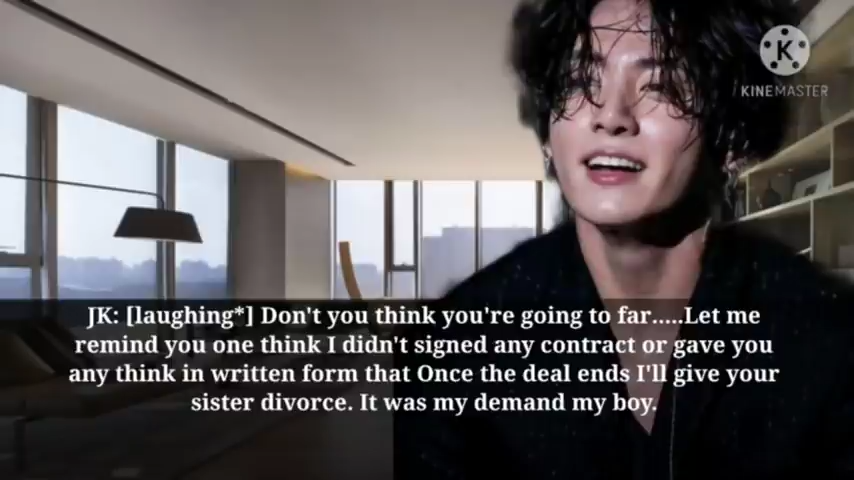 KINEMASTER
JK: [laughing*] Don't you think you're going to far.....Let me
remind you one think I didn't signed any contract or gave you
any think in written form that Once the deal ends I'll give your
sister divorce. It was my demand my boy.